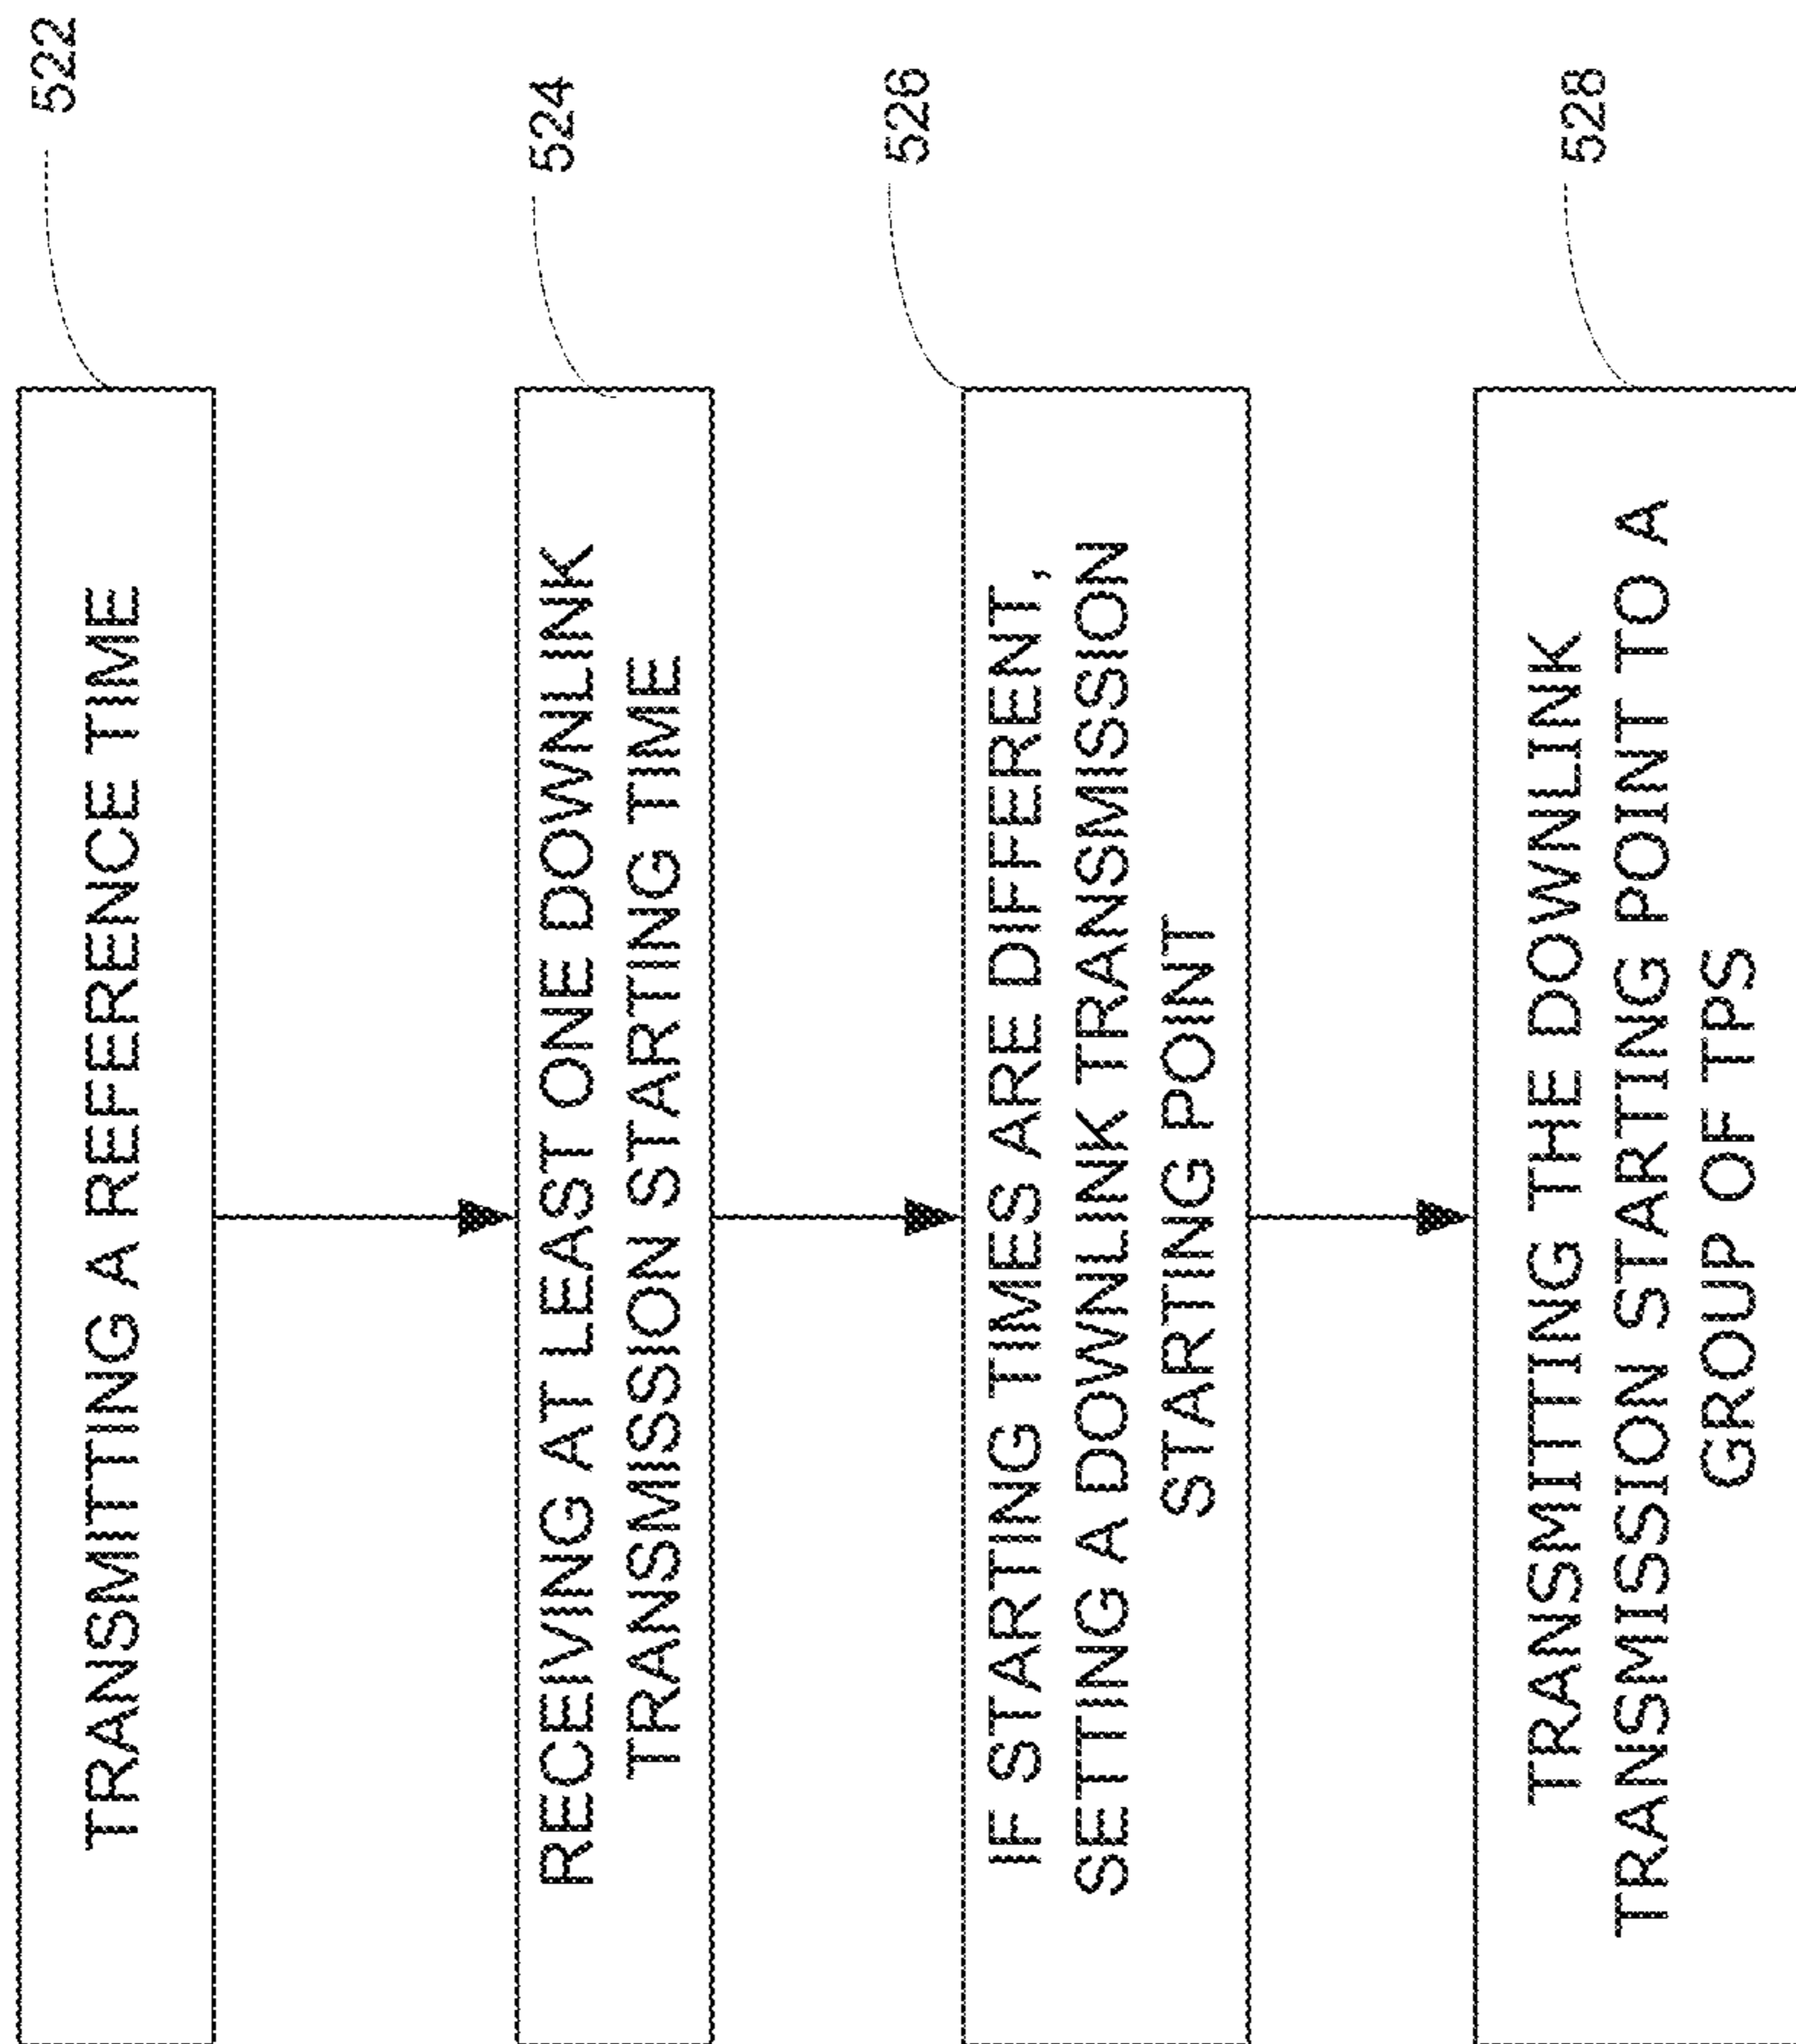 TRANSMITTING A REFERENCE TIME
522
RECEIVING AT LEAST ONE DOWNLINK
TRANSMISSION STARTING TIME
524
IF STARTING TIMES ARE DIFFERENT,
SETTING A DOWNLINK TRANSMISSION
STARTING POINT
526
TRANSMITTING THE DOWNLINK
TRANSMISSION STARTING POINT TO A
GROUP OF TPS
528